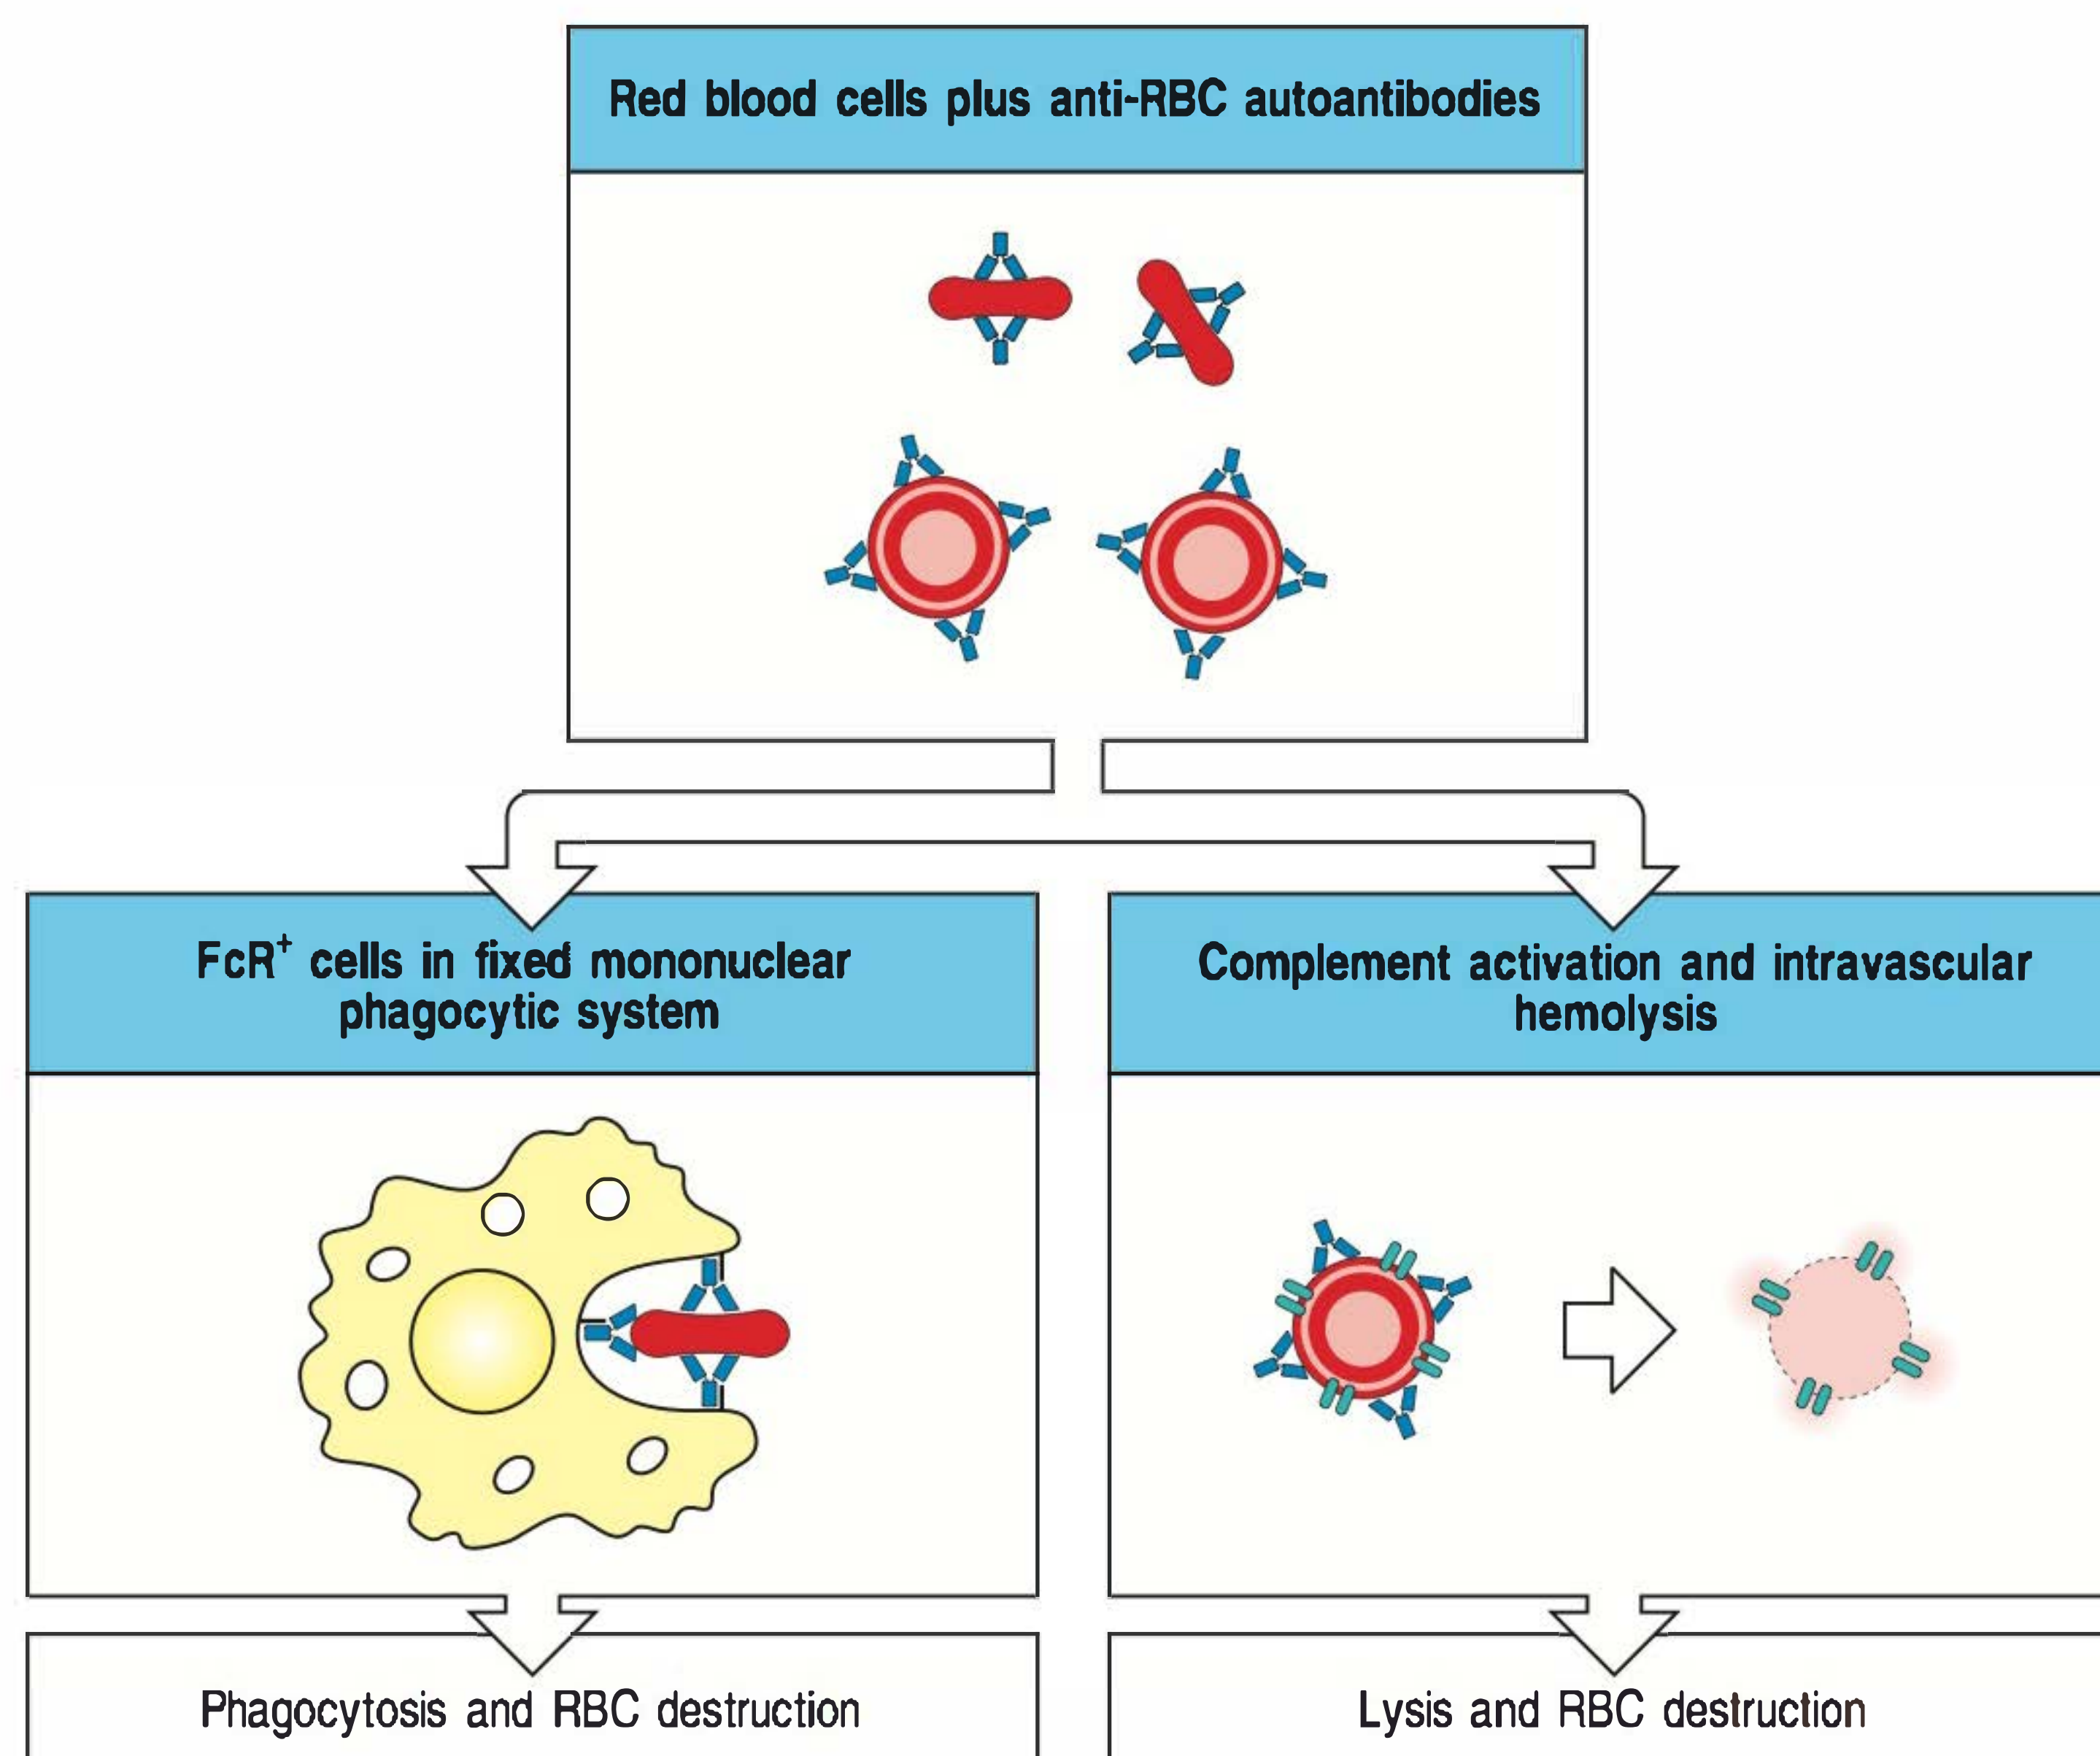 Red blood cells plus anti-RBC autoantibodies
FcR⁺ cells in fixed mononuclear
phagocytic system
Complement activation and intravascular
hemolysis
Phagocytosis and RBC destruction
Lysis and RBC destruction